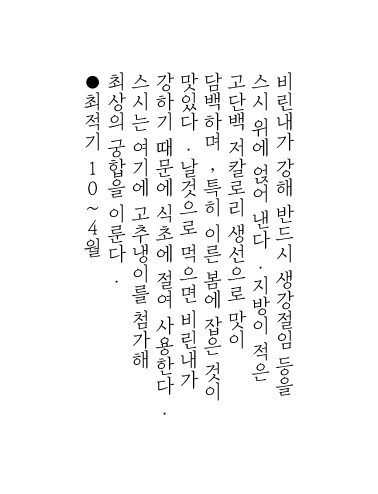 비린내가 강해 반드시 생강절임 등을
스시 위에 얹어 낸다. 지방이 적은
고단백 저칼로리 생선으로 맛이
담백하며, 특히 이른 봄에 잡은 것이
맛있다. 날것으로 먹으면 비린내가
강하기 때문에 식초에 절여 사용한다.
스시는 여기에 고추냉이를 첨가해
최상의 궁합을 이룬다.
●최적기 10~4월